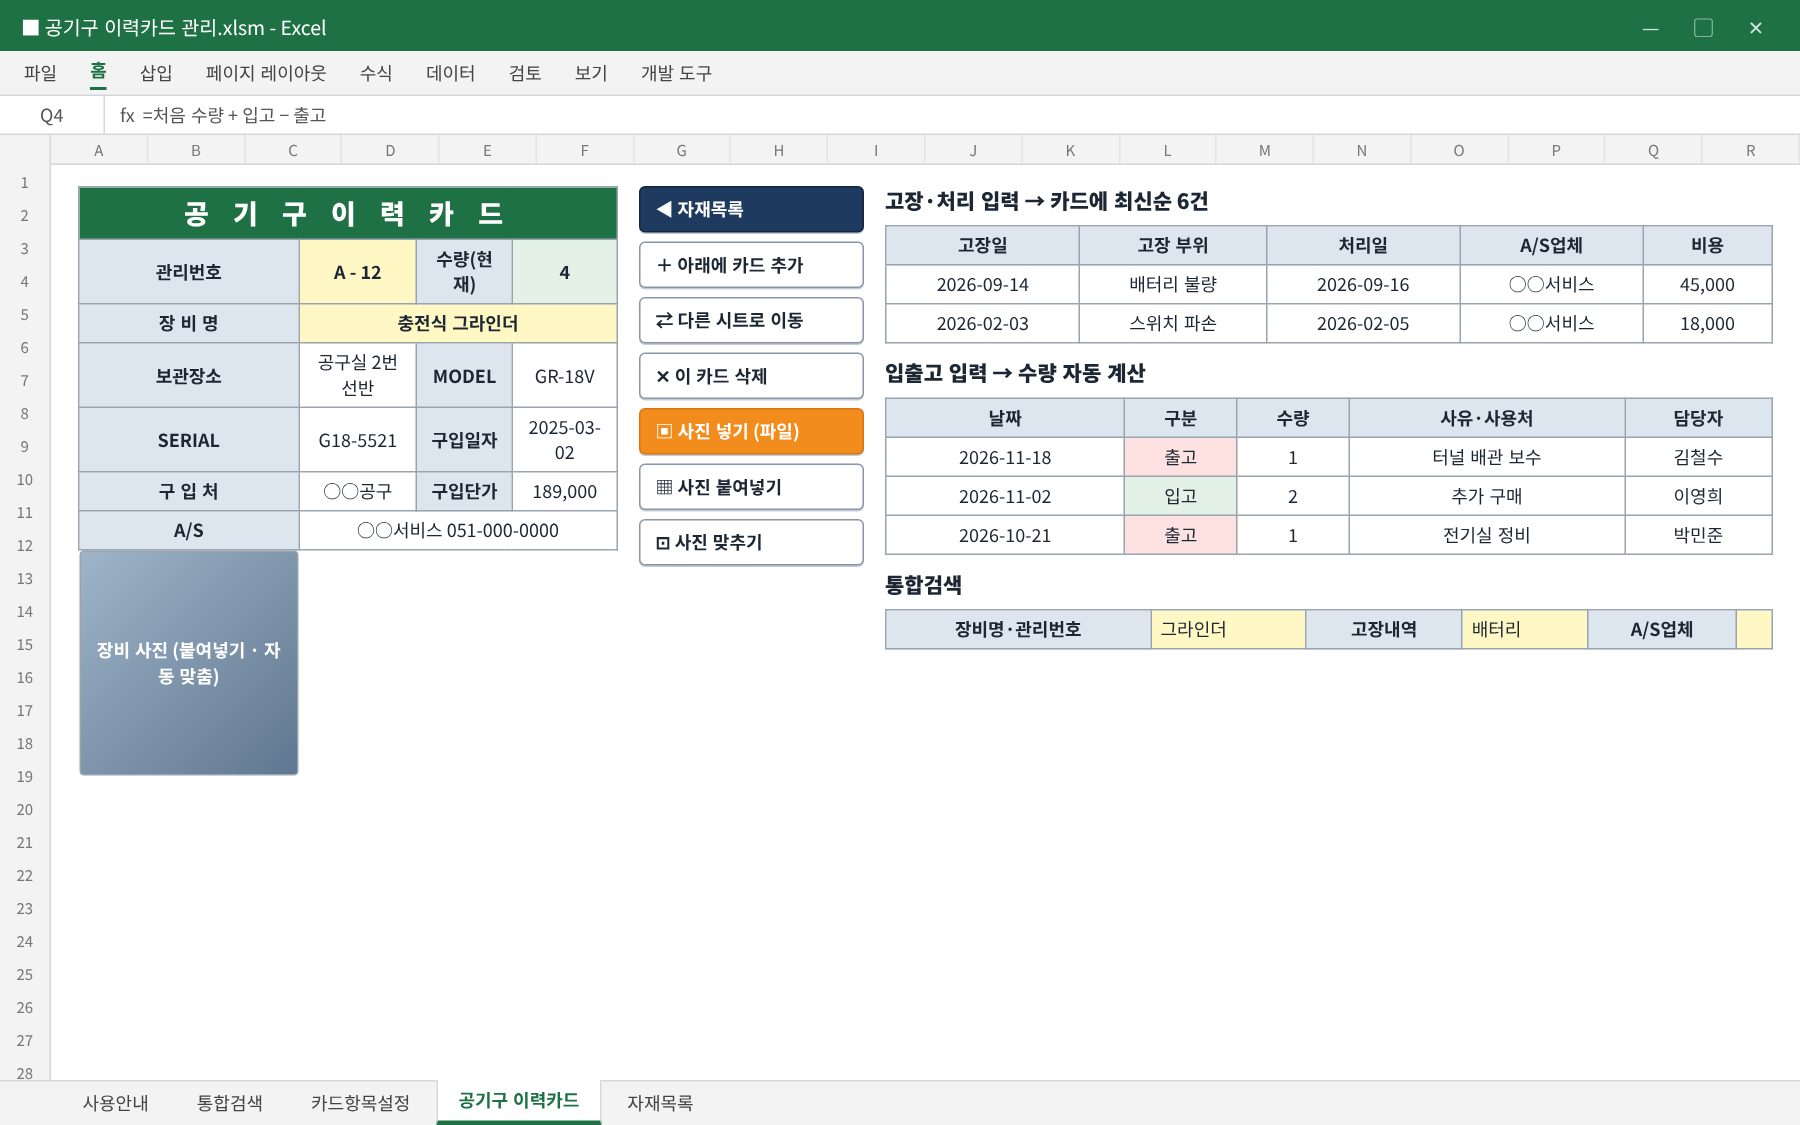 공기구 이력카드 관리.xlsm - Excel
파일 홈 삽입 페이지 레이아웃 수식 데이터 검토 보기 개발 도구
Q4 fx =처음 수량 + 입고 − 출고
A B C D E F G H I J K L M N O P Q R
1
2
3
4
5
6
7
8
9
10
11
12
13
14
15
16
17
18
19
20
21
22
23
24
25
26
27
28
공 기 구 이 력 카 드
관리번호 A - 12 수량(현
재) 4
장 비 명 충전식 그라인더
보관장소 공구실 2번
선반 MODEL GR-18V
SERIAL G18-5521 구입일자 2025-03-
02
구 입 처 〇〇공구 구입단가 189,000
A/S 〇〇서비스 051-000-0000
장비 사진 (붙여넣기 · 자
동 맞춤)
◀ 자재목록
＋ 아래에 카드 추가
⇄ 다른 시트로 이동
✕ 이 카드 삭제
▣ 사진 넣기 (파일)
▦ 사진 붙여넣기
⊡ 사진 맞추기
고장·처리 입력 → 카드에 최신순 6건
고장일 고장 부위 처리일 A/S업체 비용
2026-09-14 배터리 불량 2026-09-16 〇〇서비스 45,000
2026-02-03 스위치 파손 2026-02-05 〇〇서비스 18,000
입출고 입력 → 수량 자동 계산
날짜 구분 수량 사유·사용처 담당자
2026-11-18 출고 1 터널 배관 보수 김철수
2026-11-02 입고 2 추가 구매 이영희
2026-10-21 출고 1 전기실 정비 박민준
통합검색
장비명·관리번호 그라인더 고장내역 배터리 A/S업체
사용안내 통합검색 카드항목설정 공기구 이력카드 자재목록